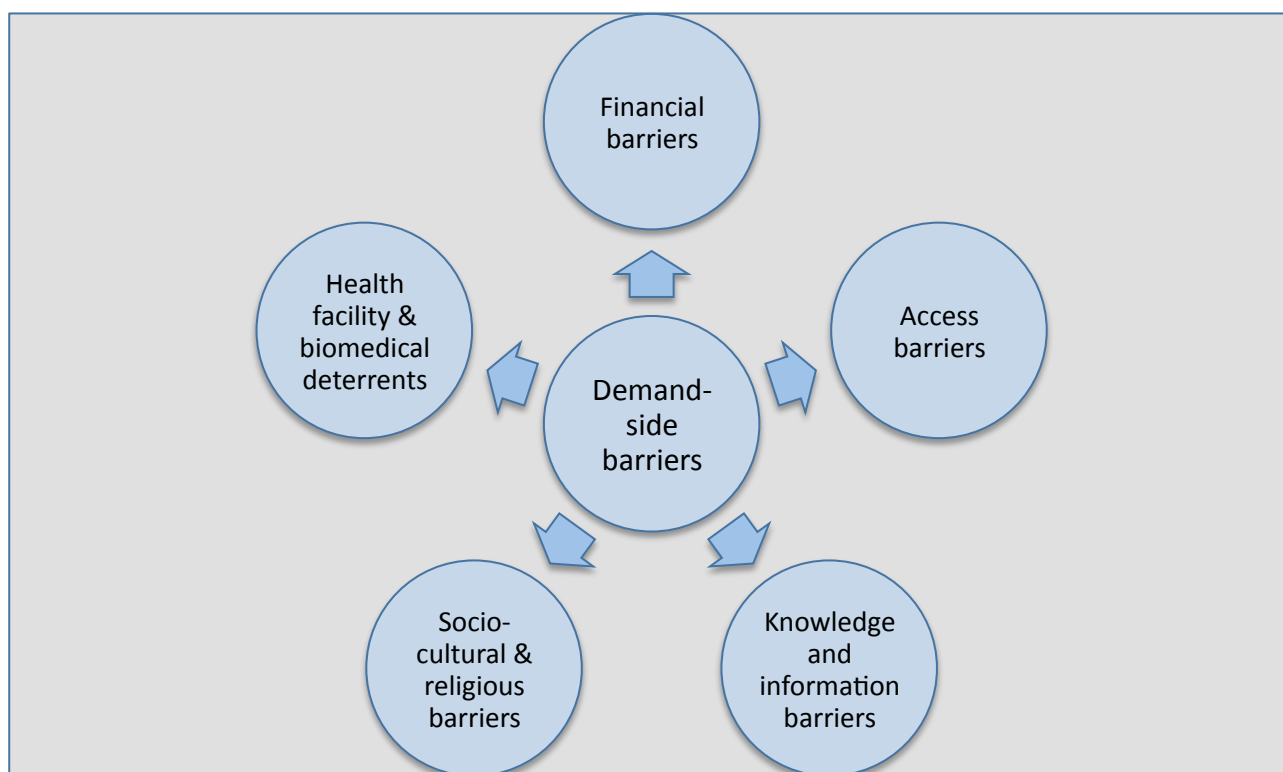 Financial
barriers
Health
facility &
biomedical
deterrents
Access
barriers
Demand-
side
barriers
Socio-
cultural &
religious
barriers
Knowledge
and
information
barriers